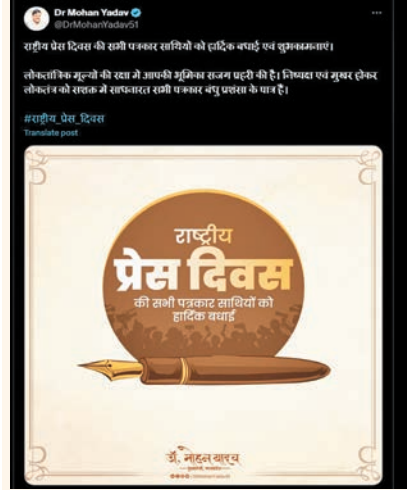 Dr Mohan Yadav
@DrMohanYadav51
राष्ट्रीय प्रेस दिवस की सभी पत्रकार साथियों को हार्दिक बधाई एवं शुभकामनाएं।
लोकतांत्रिक मूल्यों की रक्षा में आपकी भूमिका सजग प्रहरी की है। निष्पक्ष एवं मुखर होकर
लोकतंत्र को सशक्त में साधनारत सभी पत्रकार बंधु प्रशंसा के पात्र हैं।
#राष्ट्रीय_प्रेस_दिवस
Translate post
राष्ट्रीय
प्रेस दिवस
की सभी पत्रकार साथियों को
हार्दिक बधाई
डॉ. मोहन यादव